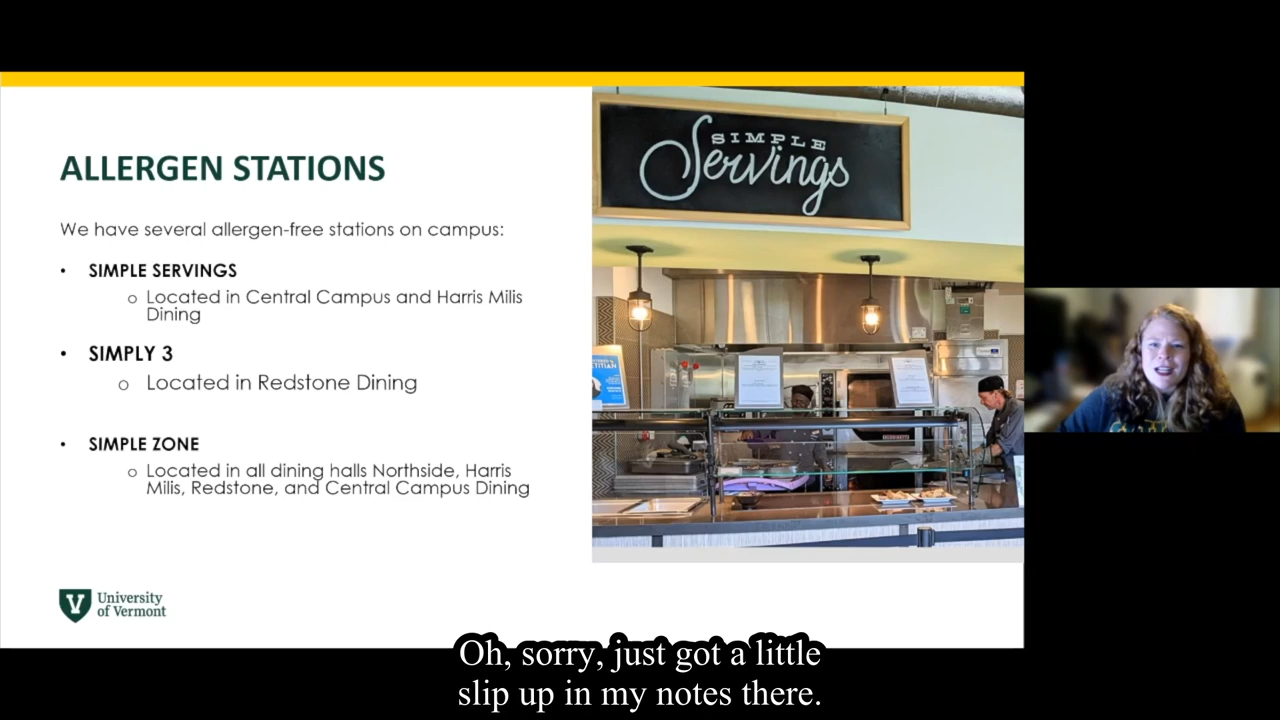 ALLERGEN STATIONS
We have several allergen-free stations on campus:
• SIMPLE SERVINGS
o Located in Central Campus and Harris Milis
Dining
• SIMPLY 3
o Located in Redstone Dining
• SIMPLE ZONE
o Located in all dining halls Northside, Harris
Milis, Redstone, and Central Campus Dining
University
of Vermont
SIMPLE
Servings
Oh, sorry, just got a little
slip up in my notes there.